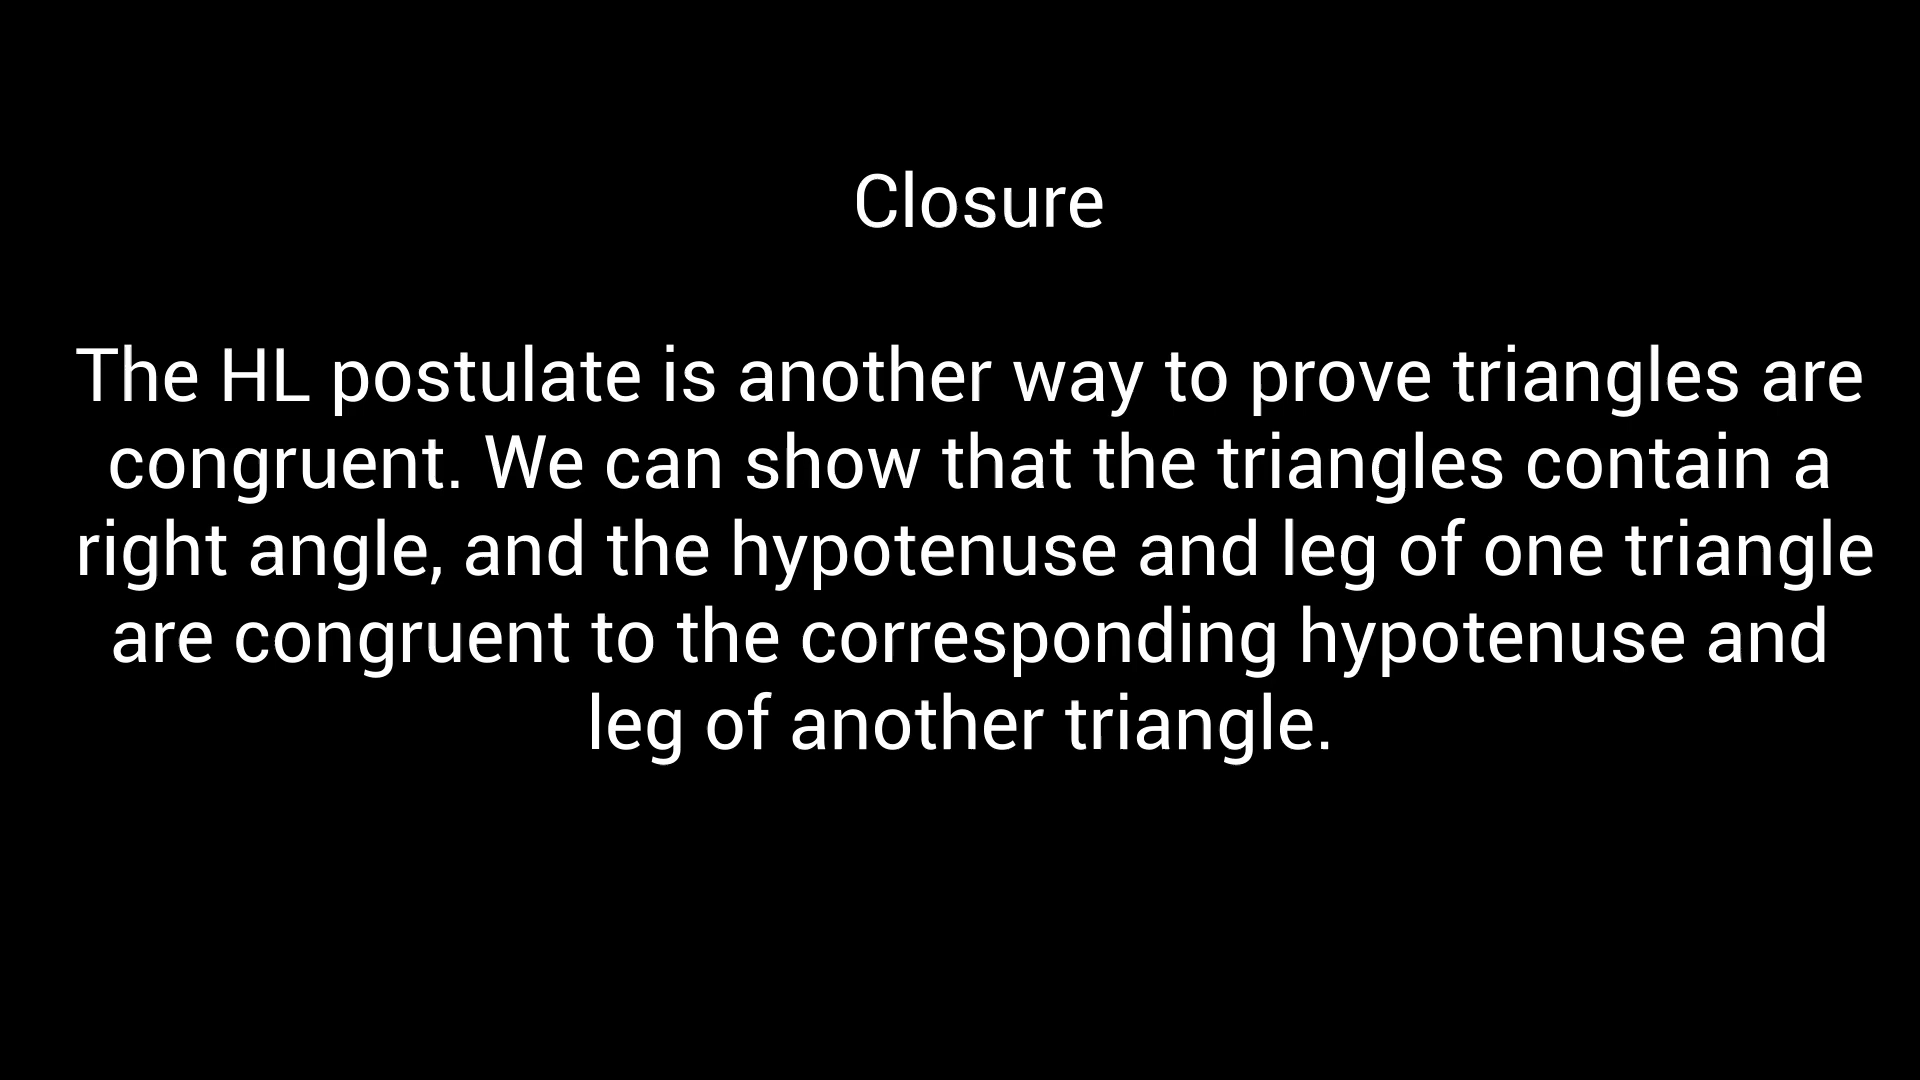 Closure
The HL postulate is another way to prove triangles are
congruent. We can show that the triangles contain a
right angle, and the hypotenuse and leg of one triangle
are congruent to the corresponding hypotenuse and
leg of another triangle.